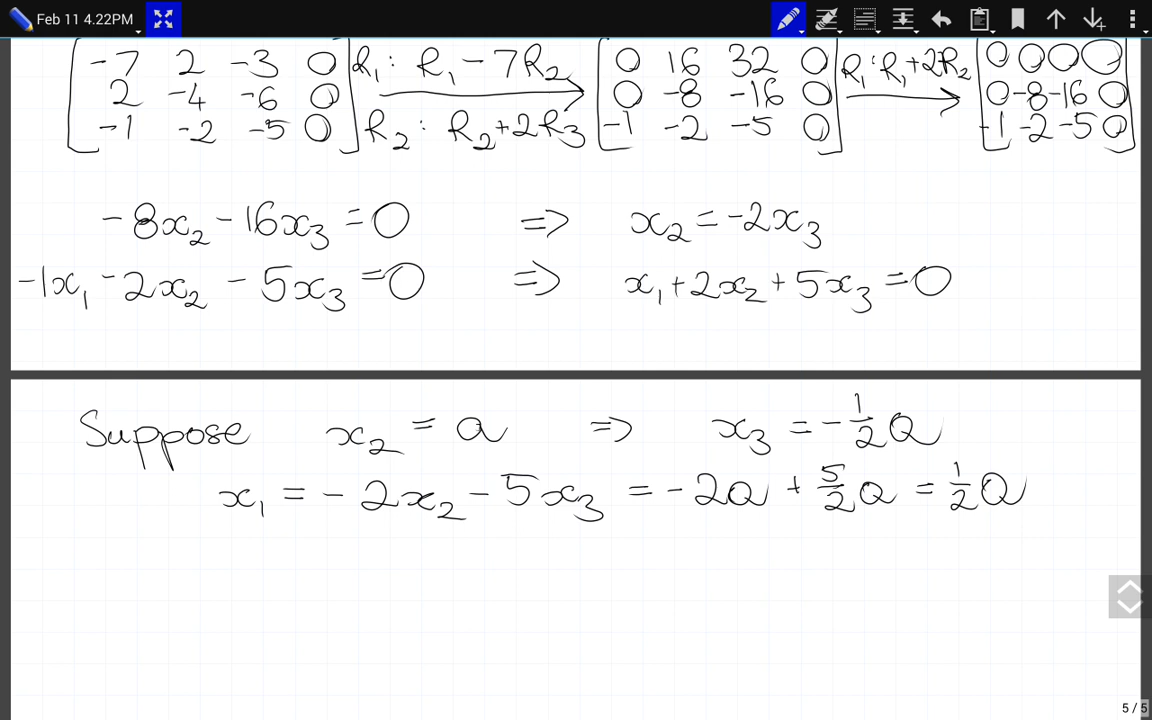 Feb 11 4.22PM
-7 2 -3 0 R₁: R₁ - 7R₂ 0 16 32 0 R₁: R₁ + 2R₂ 0 0 0 0
2 -4 -6 0 → 0 -8 -16 0 → 0 -8 -16 0
-1 -2 -5 0 R₂: R₂ + 2R₃ -1 -2 -5 0 -1 -2 -5 0
-8x₂ - 16x₃ = 0 => x₂ = -2x₃
-1x₁ - 2x₂ - 5x₃ = 0 => x₁ + 2x₂ + 5x₃ = 0
Suppose x₂ = a => x₃ = -1/2 a
x₁ = -2x₂ - 5x₃ = -2a + 5/2 a = 1/2 a
5 / 5